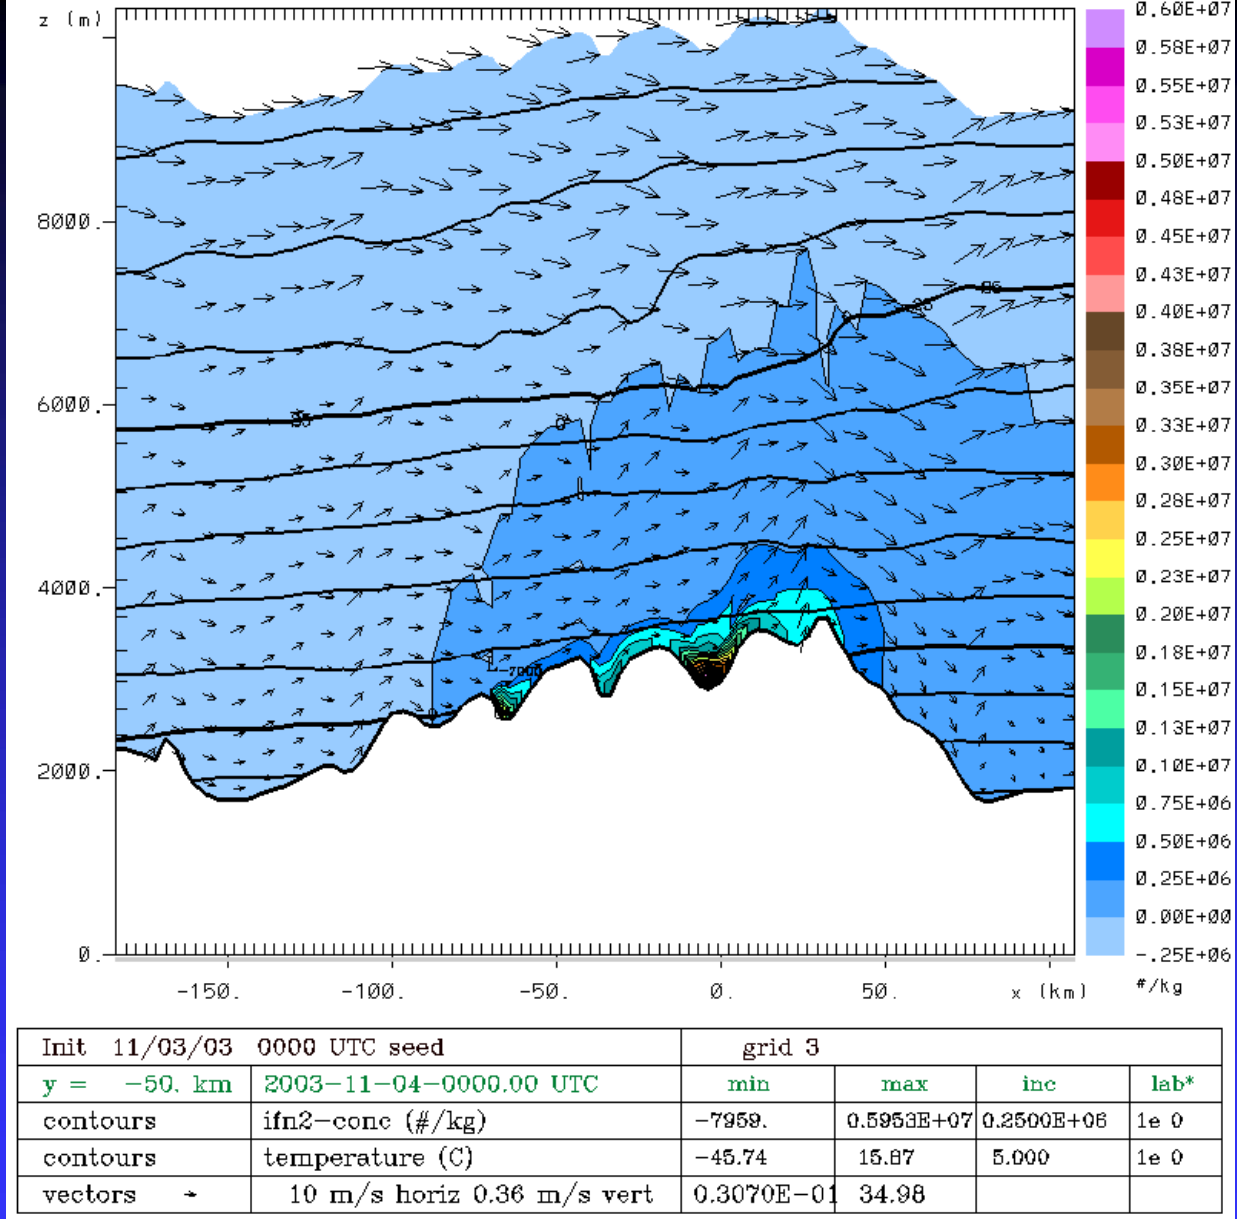 z (m)
8000.
6000.
4000.
2000.
0.
-150. -100. -50. 0. 50. x (km)
0.60E+07
0.58E+07
0.55E+07
0.53E+07
0.50E+07
0.48E+07
0.45E+07
0.43E+07
0.40E+07
0.38E+07
0.35E+07
0.33E+07
0.30E+07
0.28E+07
0.25E+07
0.23E+07
0.20E+07
0.18E+07
0.15E+07
0.13E+07
0.10E+07
0.75E+06
0.50E+06
0.25E+06
0.00E+00
-.25E+06
#/kg
L -7000
Init 11/03/03 0000 UTC seed grid 3
y = -50. km 2003-11-04-0000.00 UTC min max inc lab*
contours ifn2-conc (#/kg) -7959. 0.5953E+07 0.2500E+06 1e 0
contours temperature (C) -45.74 15.87 5.000 1e 0
vectors 10 m/s horiz 0.36 m/s vert 0.3070E-01 34.98